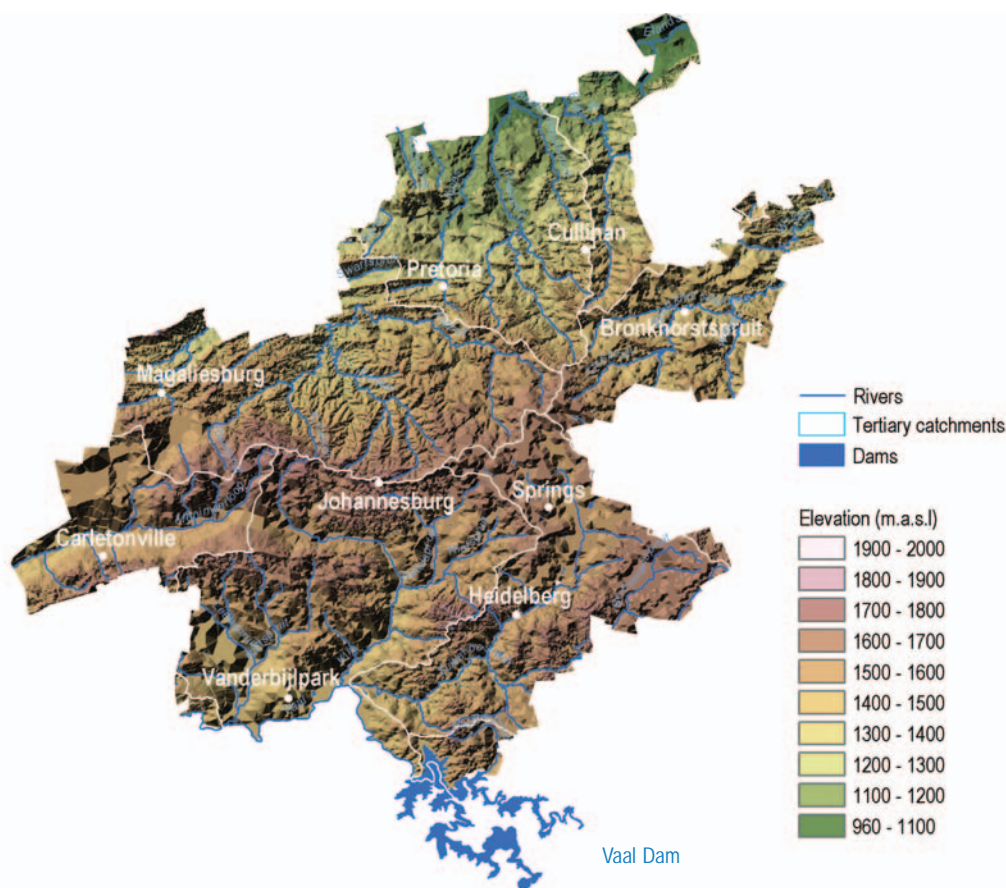 Cullinan
Pretoria
Bronkhorstspruit
Magaliesburg
Johannesburg
Springs
Carletonville
Heidelberg
Vanderbijlpark
Vaal Dam
Rivers
Tertiary catchments
Dams
Elevation (m.a.s.l)
1900 - 2000
1800 - 1900
1700 - 1800
1600 - 1700
1500 - 1600
1400 - 1500
1300 - 1400
1200 - 1300
1100 - 1200
960 - 1100